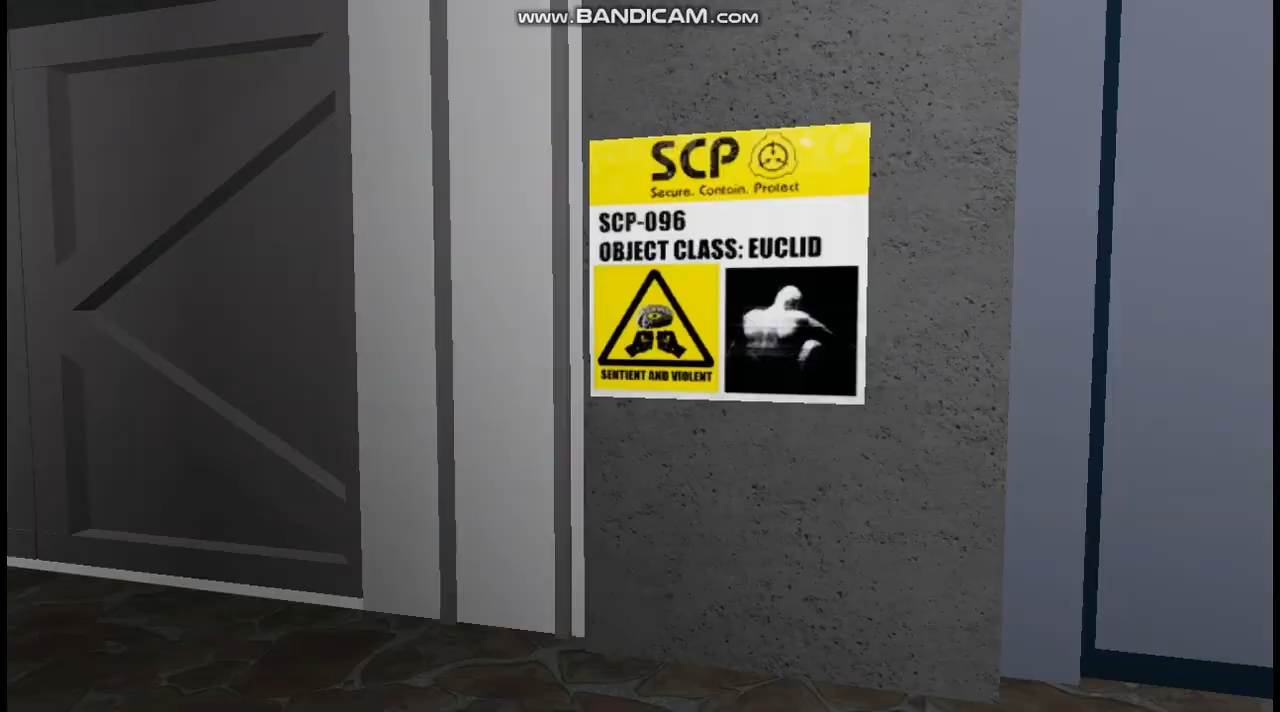 www.BANDICAM.com
SCP
Secure. Contain. Protect
SCP-096
OBJECT CLASS: EUCLID
SENTIENT AND VIOLENT